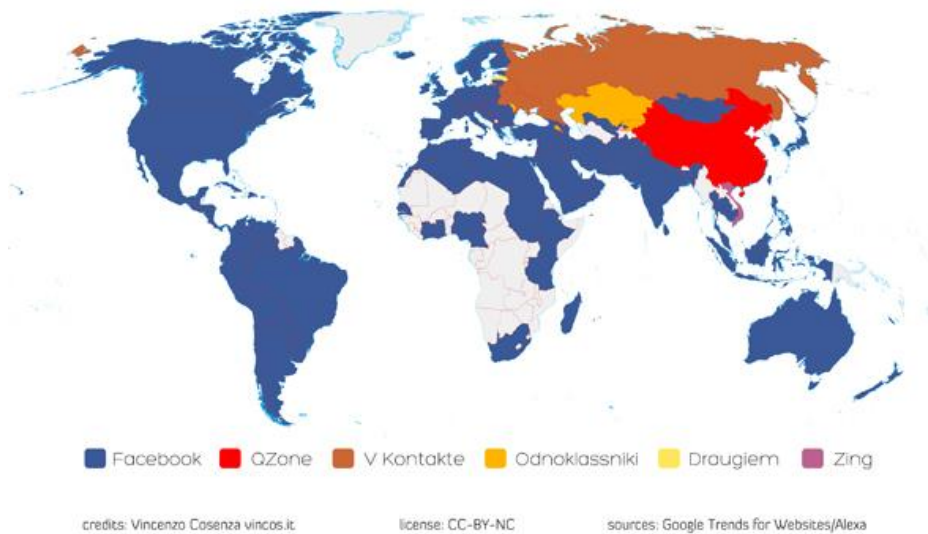 Facebook QZone V Kontakte Odnoklassniki Draugiem Zing
credits: Vincenzo Cosenza vincos.it license: CC-BY-NC sources: Google Trends for Websites/Alexa